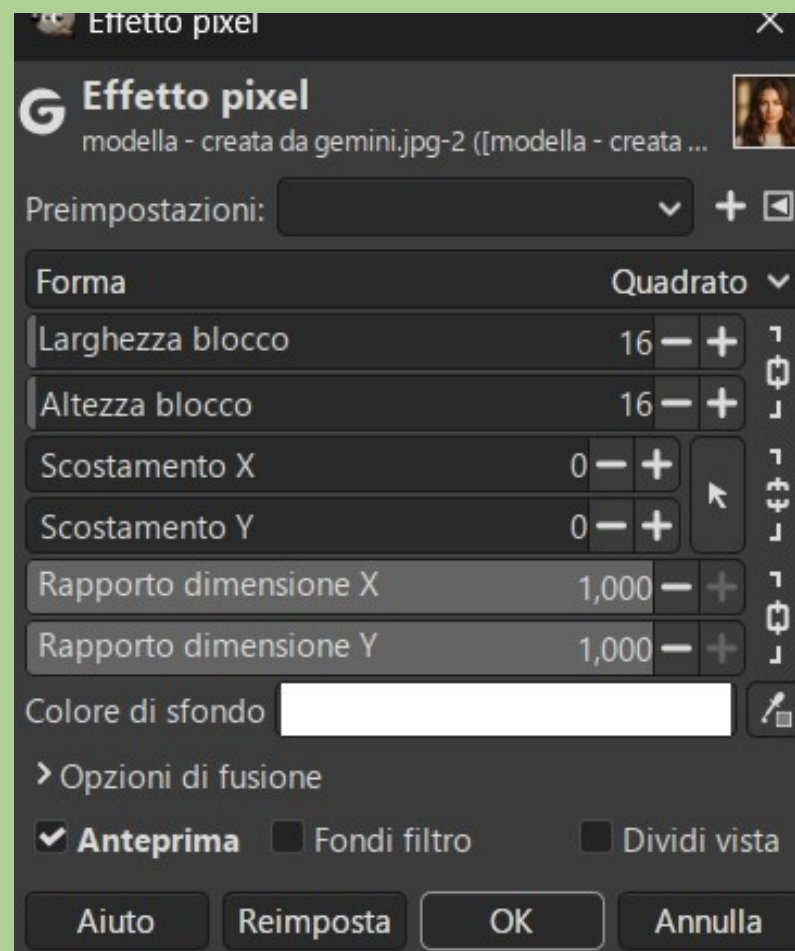 Effetto pixel
Effetto pixel
modella - creata da gemini.jpg-2 ([modella - creata ...
Preimpostazioni:
Forma Quadrato
Larghezza blocco 16
Altezza blocco 16
Scostamento X 0
Scostamento Y 0
Rapporto dimensione X 1,000
Rapporto dimensione Y 1,000
Colore di sfondo
Opzioni di fusione
Anteprima Fondi filtro Dividi vista
Aiuto Reimposta OK Annulla